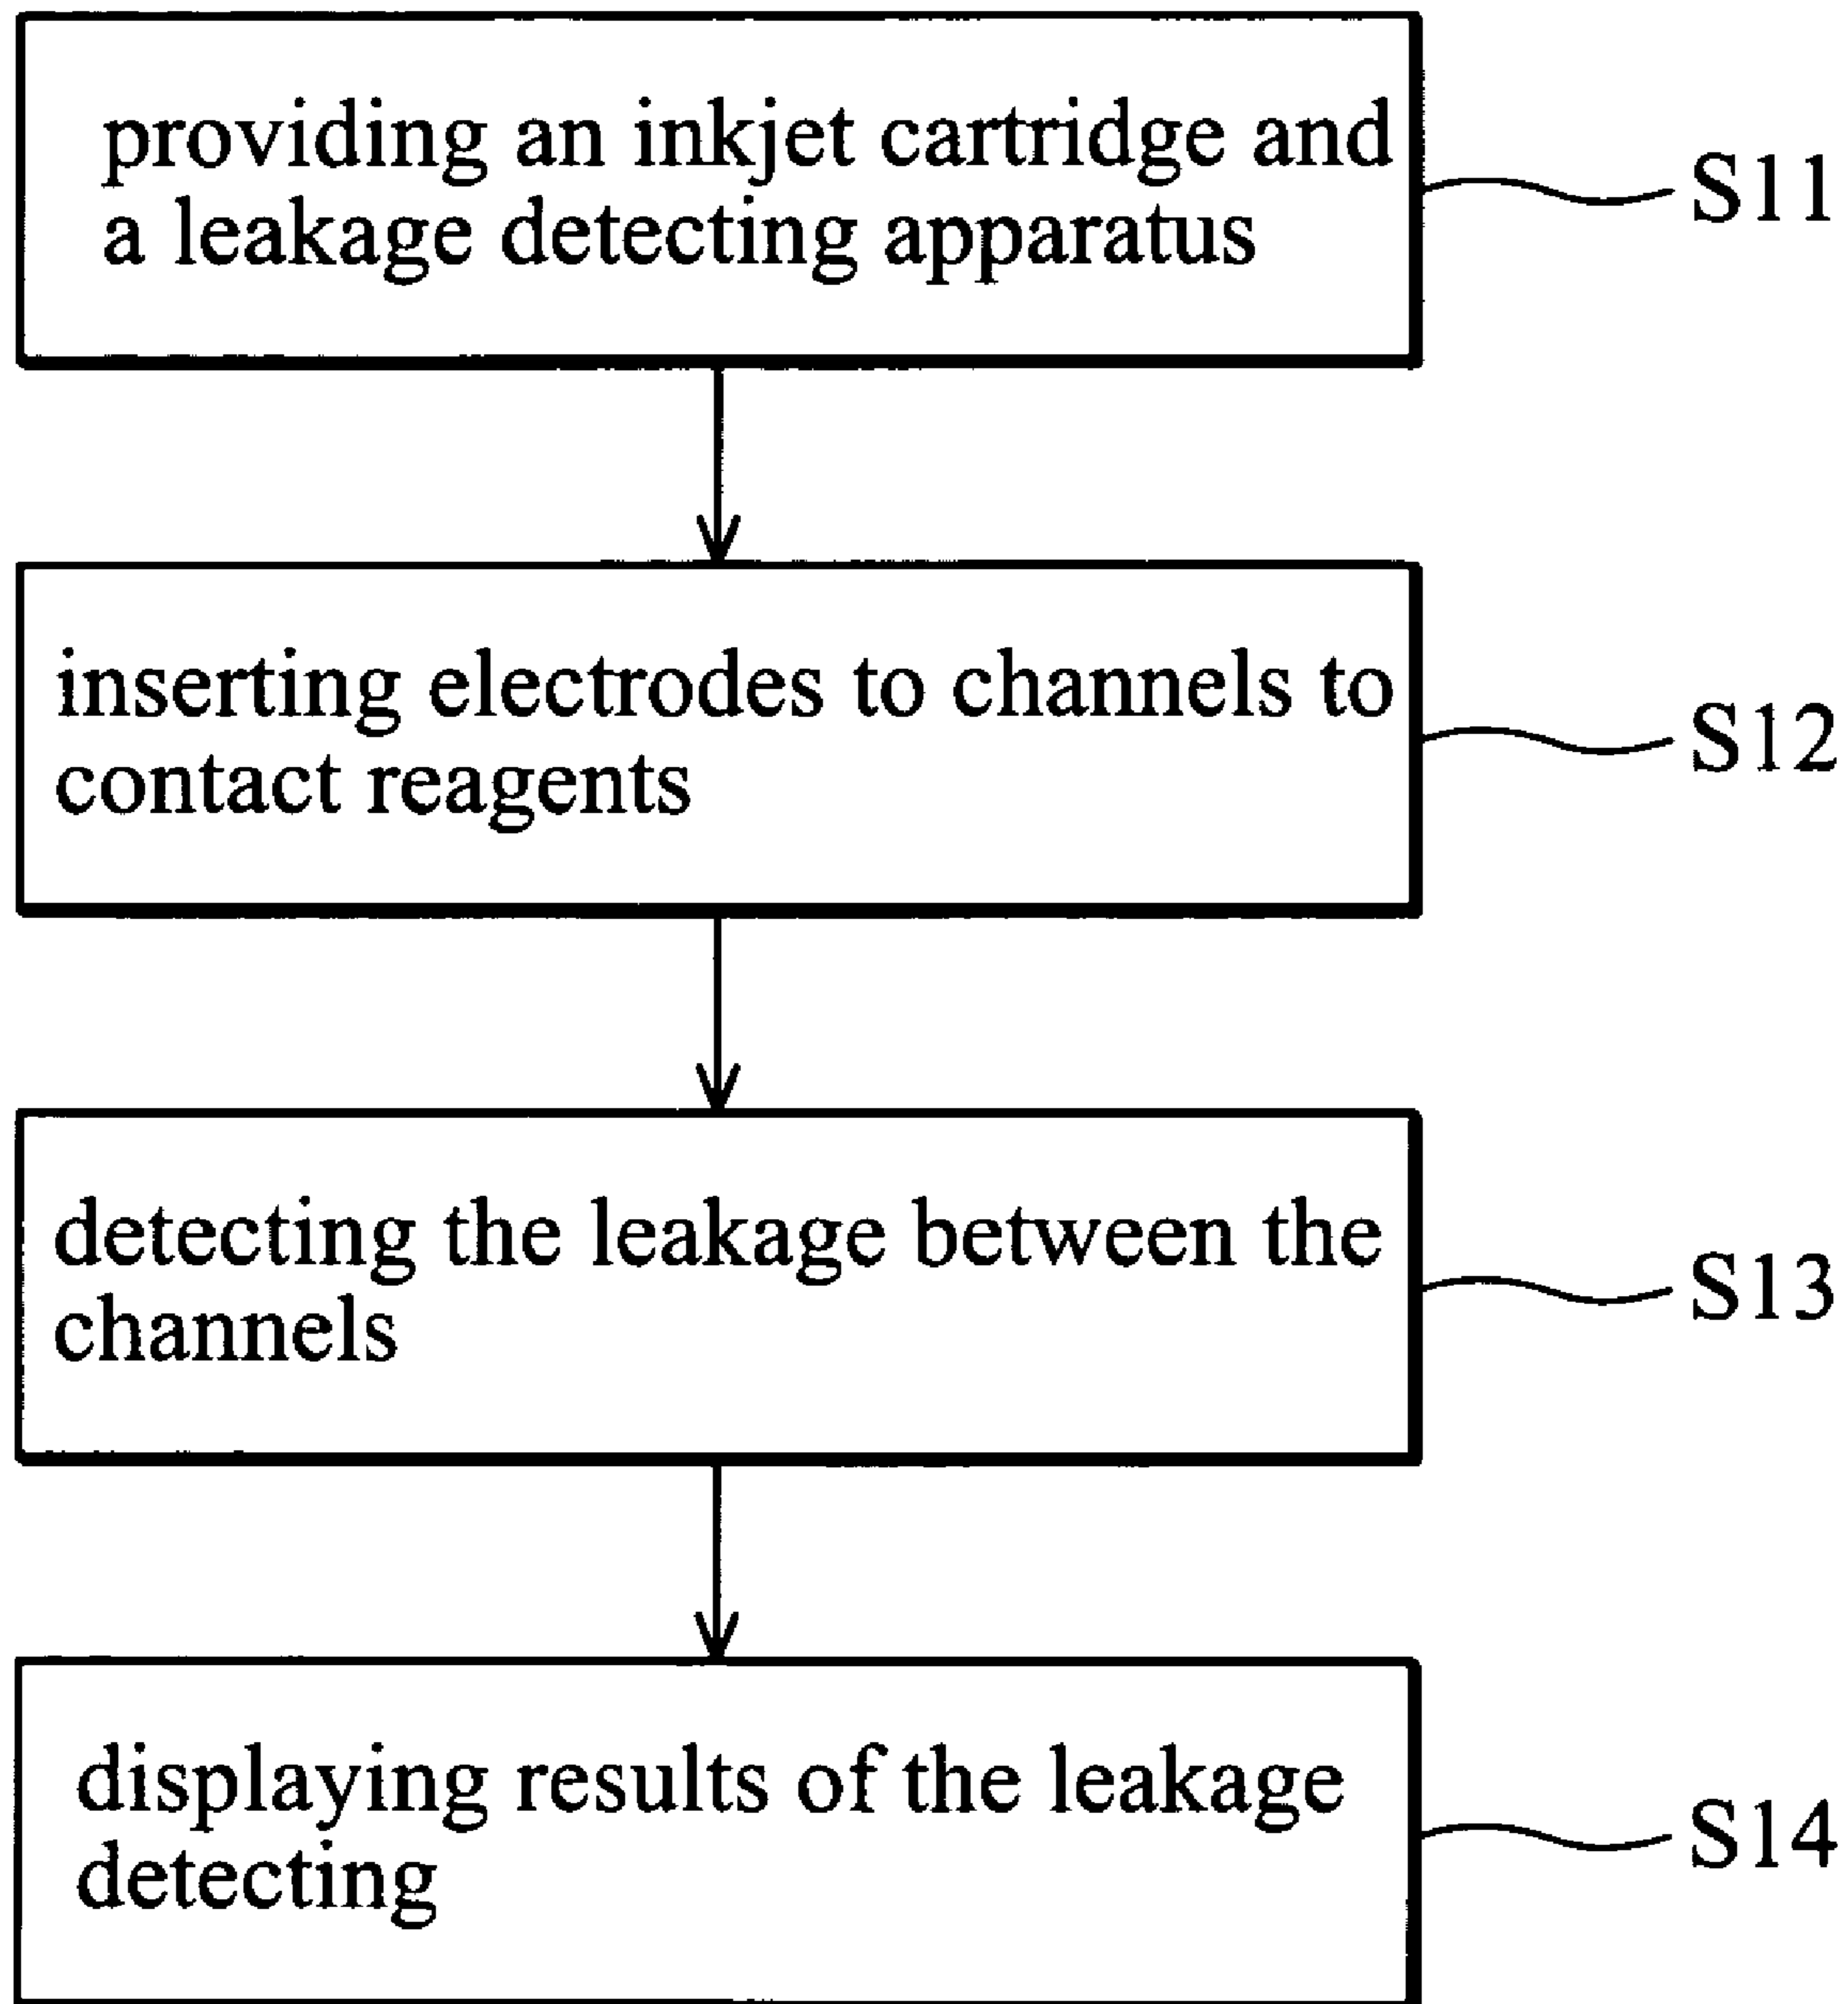 providing an inkjet cartridge and
a leakage detecting apparatus
S11
inserting electrodes to channels to
contact reagents
S12
detecting the leakage between the
channels
S13
displaying results of the leakage
detecting
S14